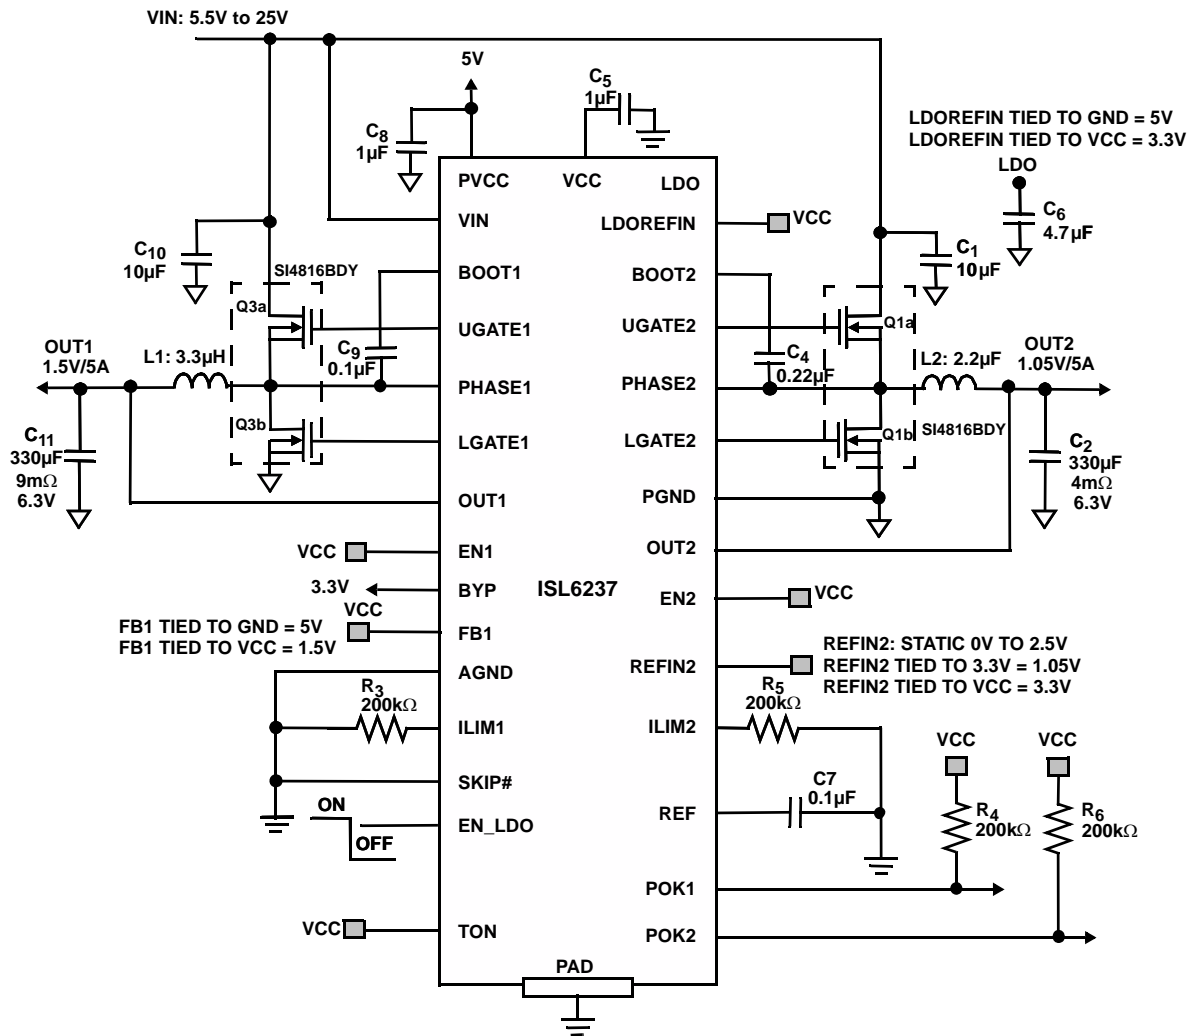 VIN: 5.5V to 25V
5V
C5
1µF
C8
1µF
LDOREFIN TIED TO GND = 5V
LDOREFIN TIED TO VCC = 3.3V
LDO
C6
4.7µF
PVCC
VCC
LDO
VIN
LDOREFIN
VCC
C10
10µF
SI4816BDY
BOOT1
BOOT2
C1
10µF
Q3a
UGATE1
UGATE2
Q1a
OUT1
1.5V/5A
L1: 3.3µH
C9
0.1µF
C4
0.22µF
L2: 2.2µF
OUT2
1.05V/5A
PHASE1
PHASE2
Q3b
LGATE1
LGATE2
Q1b
SI4816BDY
C11
330µF
9mΩ
6.3V
C2
330µF
4mΩ
6.3V
OUT1
PGND
OUT2
VCC
EN1
3.3V
BYP
ISL6237
EN2
VCC
VCC
FB1 TIED TO GND = 5V
FB1 TIED TO VCC = 1.5V
FB1
REFIN2: STATIC 0V TO 2.5V
REFIN2 TIED TO 3.3V = 1.05V
REFIN2 TIED TO VCC = 3.3V
AGND
REFIN2
R3
200kΩ
R5
200kΩ
ILIM1
ILIM2
VCC
VCC
SKIP#
C7
0.1µF
ON
OFF
EN_LDO
REF
R4
200kΩ
R6
200kΩ
POK1
VCC
TON
POK2
PAD